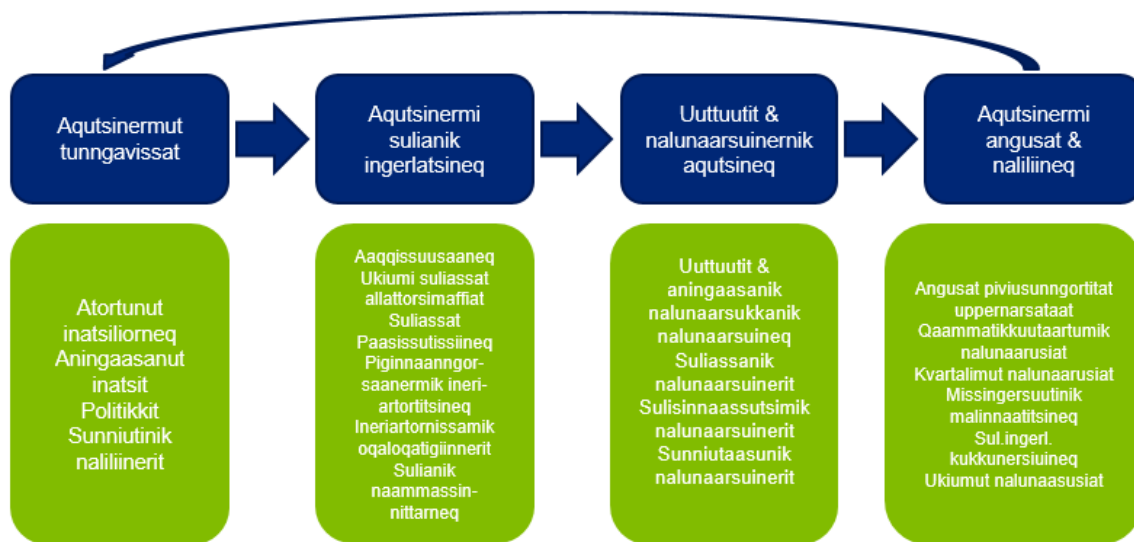 Aqutsinermut
tunngavissat
Aqutsinermi
sulianik
ingerlatsineq
Uuttuutit &
nalunaarsuinernik
aqutsineq
Aqutsinermi
angusat &
naliliineq
Atortunut
inatsiliorneq
Aningaasanut
inatsit
Politikkit
Sunniutinik
naliliinerit
Aaqqissuusaaneq
Ukiumi suliassat
allattorsimaffiat
Suliassat
Paasissutissiineq
Piginnaanngor-
saanermik ineri-
artortitsineq
Ineriartornissamik
oqaloqatigiinnerit
Sulianik
naammassin-
nittarneq
Uuttuutit &
aningaasanik
nalunaarsukkanik
nalunaarsuineq
Suliassanik
nalunaarsuinerit
Sulisinnaassutsimik
nalunaarsuinerit
Sunniutaasunik
nalunaarsuinerit
Angusat piviusunngortitat
uppernarsataat
Qaammatikkuutaartumik
nalunaarusiat
Kvartalimut nalunaarusiat
Missingersuutinik
malinnaatitsineq
Sul.ingerl.
kukkunersiuineq
Ukiumut nalunaasusiat